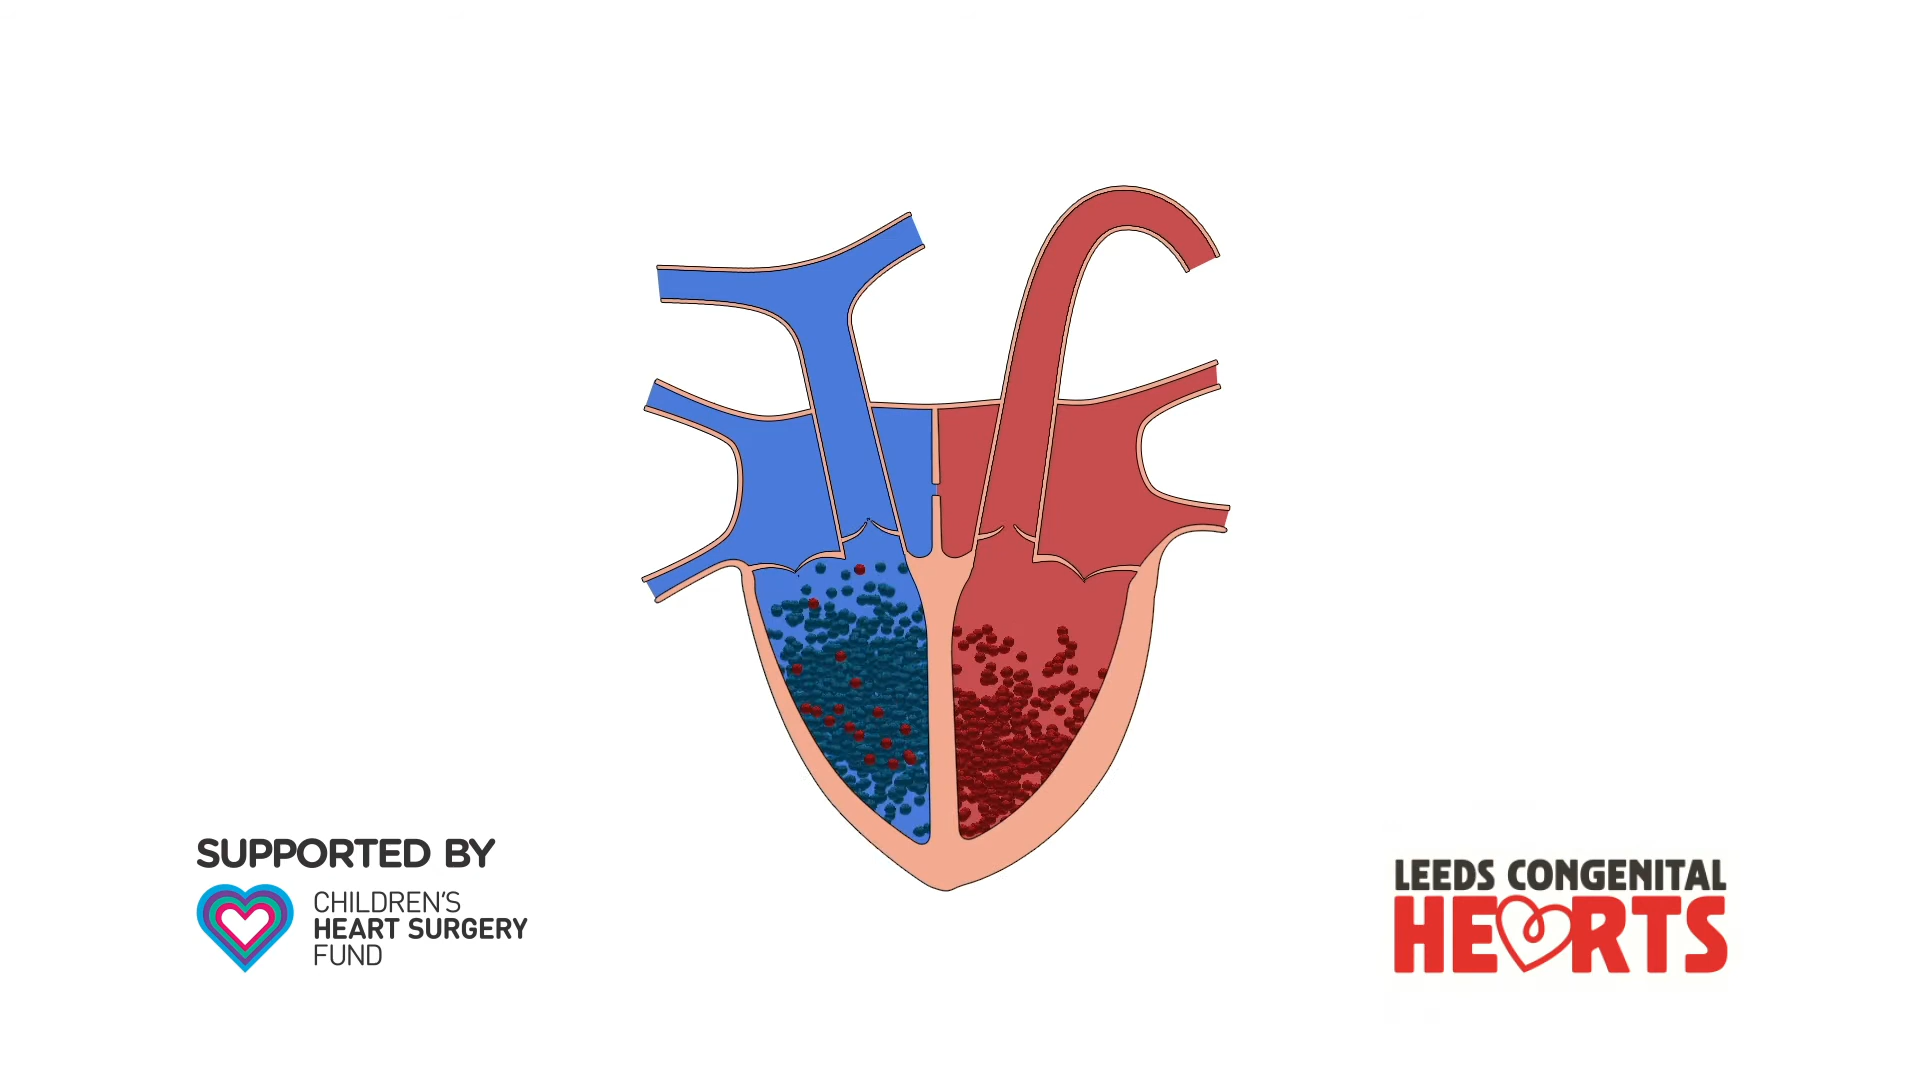 SUPPORTED BY
CHILDREN'S
HEART SURGERY
FUND
LEEDS CONGENITAL
HEARTS